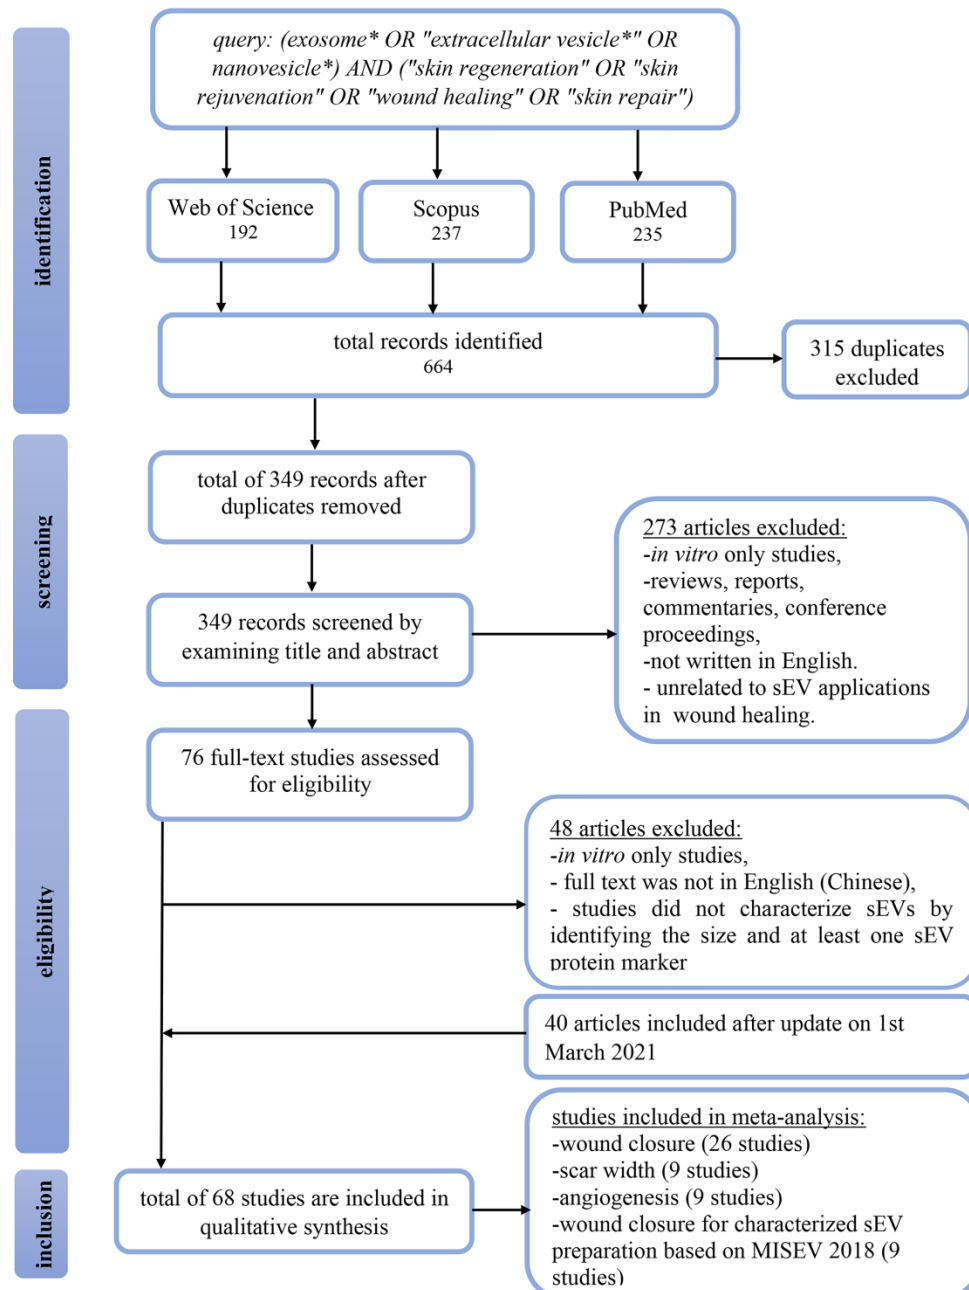 query: (exosome* OR "extracellular vesicle*" OR
nanovesicle*) AND ("skin regeneration" OR "skin
rejuvenation" OR "wound healing" OR "skin repair")
identification
Web of Science
192
Scopus
237
PubMed
235
total records identified
664
315 duplicates
excluded
screening
total of 349 records after
duplicates removed
349 records screened by
examining title and abstract
273 articles excluded:
-in vitro only studies,
-reviews, reports,
commentaries, conference
proceedings,
-not written in English.
- unrelated to sEV applications
in wound healing.
eligibility
76 full-text studies assessed
for eligibility
48 articles excluded:
-in vitro only studies,
- full text was not in English (Chinese),
- studies did not characterize sEVs by
identifying the size and at least one sEV
protein marker
40 articles included after update on 1st
March 2021
inclusion
total of 68 studies are included in
qualitative synthesis
studies included in meta-analysis:
-wound closure (26 studies)
-scar width (9 studies)
-angiogenesis (9 studies)
-wound closure for characterized sEV
preparation based on MISEV 2018 (9
studies)